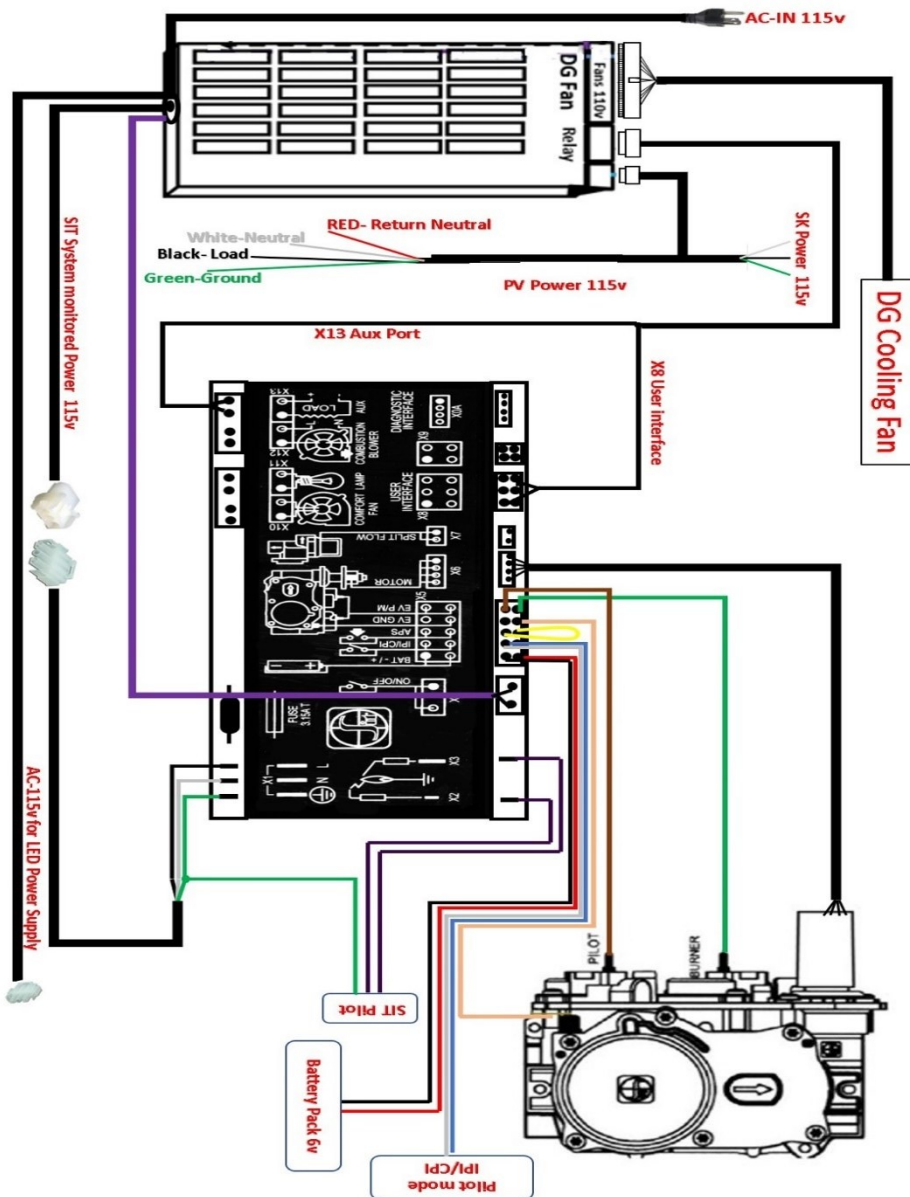 AC-IN 115v
Fans 110v
DG Fan
Relay
RED- Return Neutral
White-Neutral
Black- Load
Green-Ground
PV Power 115v
SK Power 115v
DG Cooling Fan
SIT System monitored Power 115v
X13 Aux Port
X8 User interface
X13
AUX
LOAD
L
N
X12
COMBUSTION
BLOWER
X11
LAMP
COMFORT
FAN
X10
DIAGNOSTIC
INTERFACE
X0A
X9
USER
INTERFACE
X8
SPLIT FLOW
X7
MOTOR
X6
X5
EV P/M
EV GND
APS
IPI/CPI
BAT - / +
ON/OFF
X
FUSE
3.15A T
SIT
X1
L
N
X3
X2
AC-115v for LED Power Supply
PILOT
BURNER
SIT Pilot
Battery Pack 6v
Pilot mode
IPI/CPI